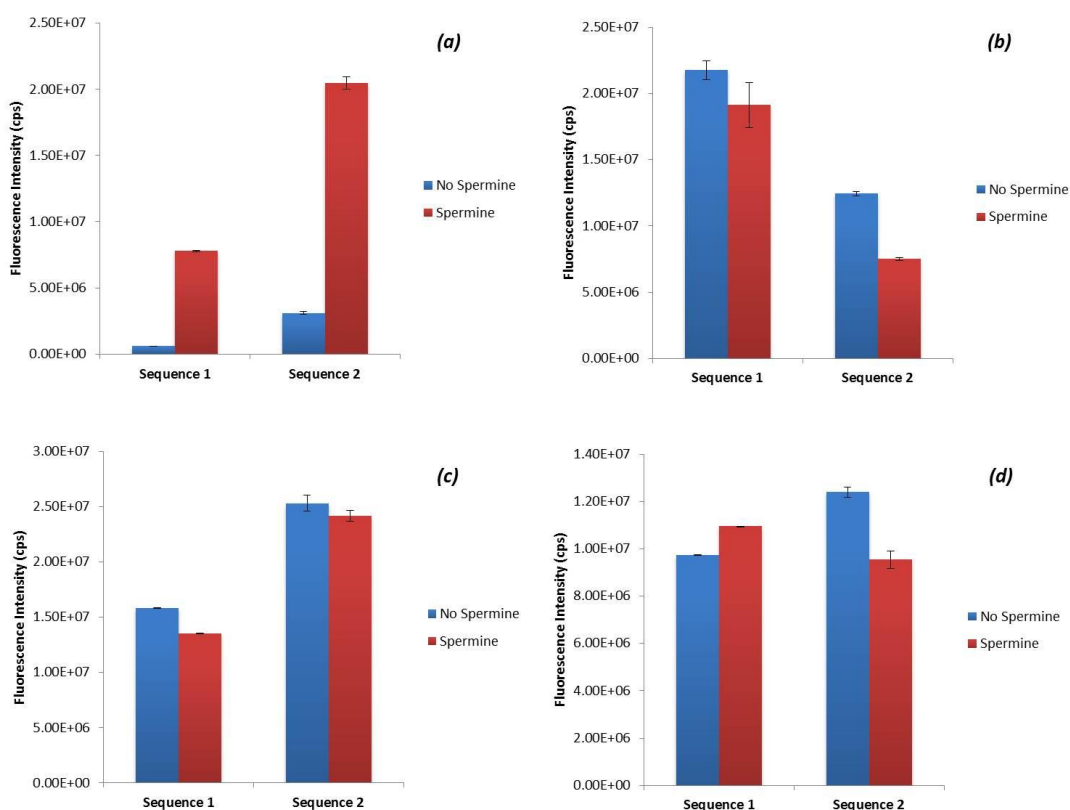 (a)
Fluorescence Intensity (cps)
2.50E+07
2.00E+07
1.50E+07
1.00E+07
5.00E+06
0.00E+00
Sequence 1 Sequence 2
No Spermine
Spermine
(b)
Fluorescence Intensity (cps)
2.50E+07
2.00E+07
1.50E+07
1.00E+07
5.00E+06
0.00E+00
Sequence 1 Sequence 2
No Spermine
Spermine
(c)
Fluorescence Intensity (cps)
3.00E+07
2.50E+07
2.00E+07
1.50E+07
1.00E+07
5.00E+06
0.00E+00
Sequence 1 Sequence 2
No Spermine
Spermine
(d)
Fluorescence Intensity (cps)
1.40E+07
1.20E+07
1.00E+07
8.00E+06
6.00E+06
4.00E+06
2.00E+06
0.00E+00
Sequence 1 Sequence 2
No Spermine
Spermine